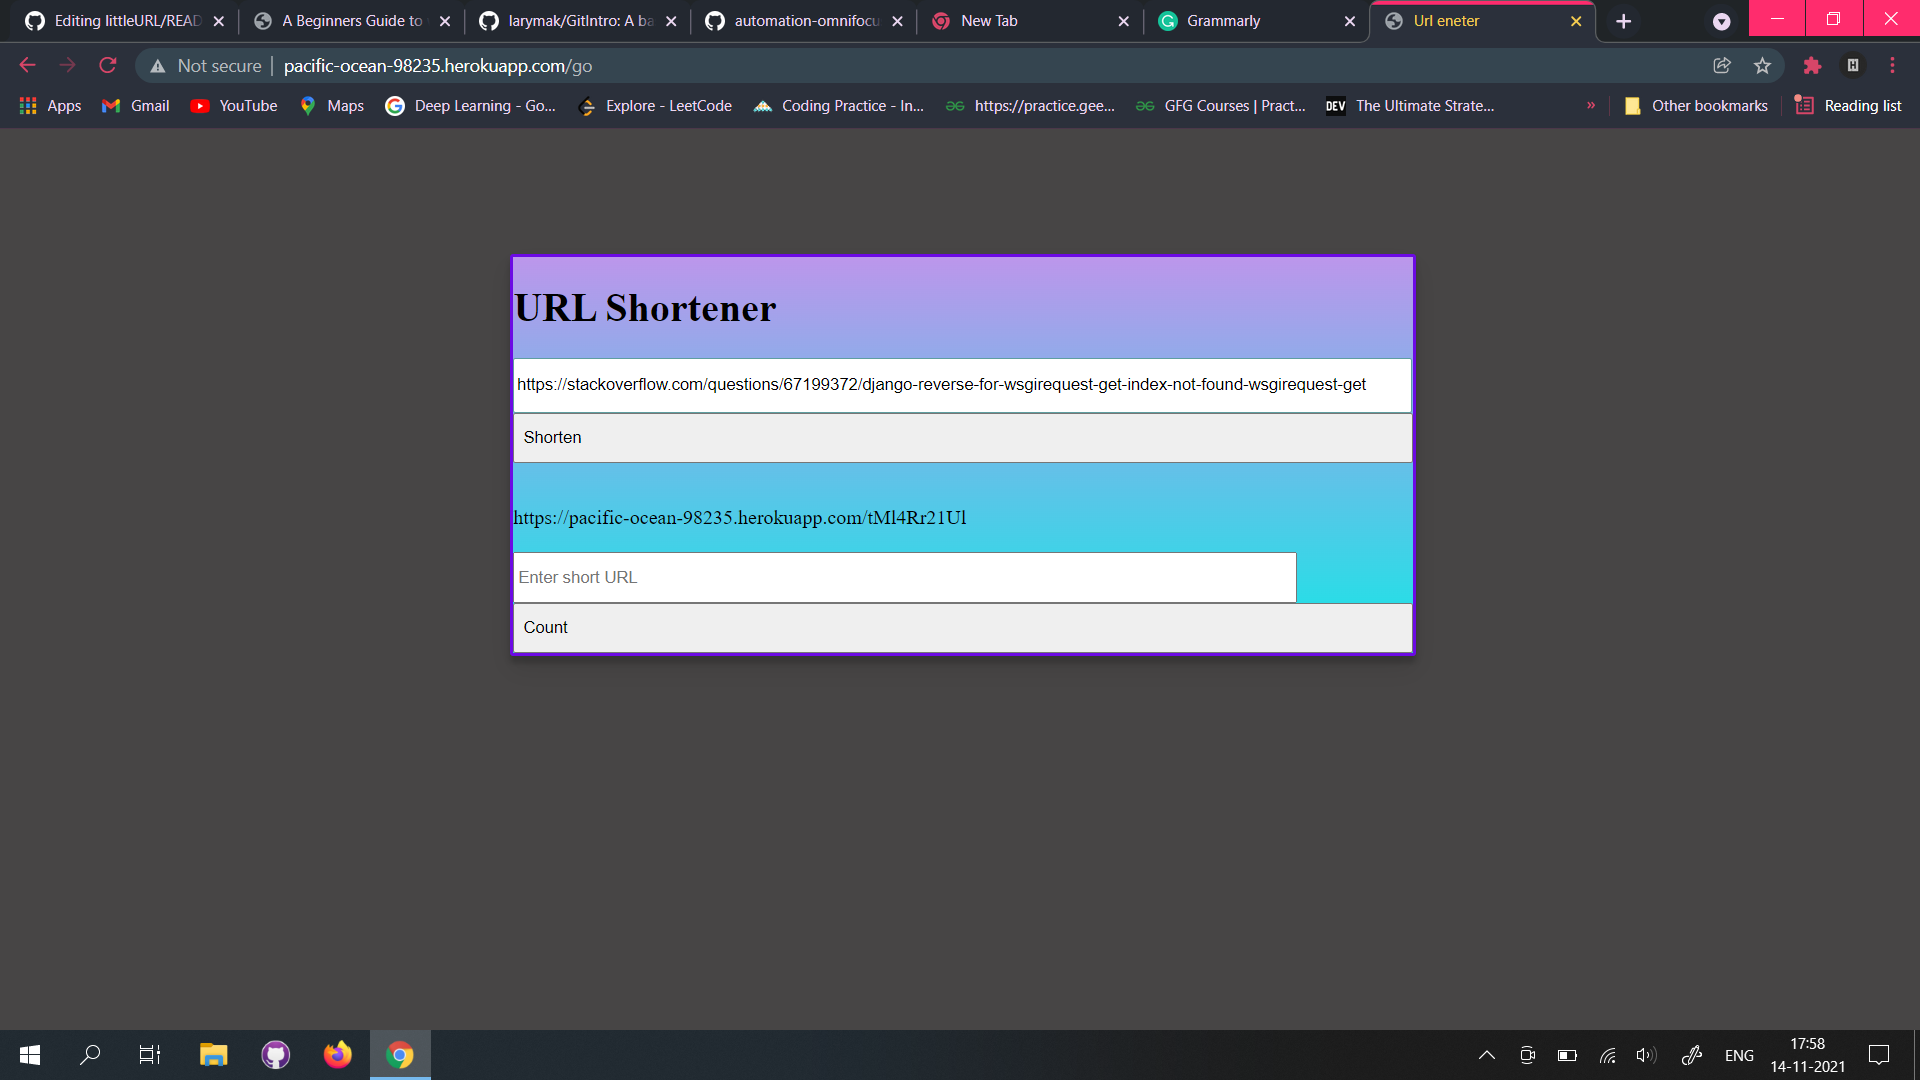 Editing littleURL/READ
A Beginners Guide to
larymak/GitIntro: A ba
automation-omnifocu
New Tab
Grammarly
Url eneter
Not secure
pacific-ocean-98235.herokuapp.com/go
Apps
Gmail
YouTube
Maps
Deep Learning - Go...
Explore - LeetCode
Coding Practice - In...
https://practice.gee...
GFG Courses | Pract...
DEV
The Ultimate Strate...
»
Other bookmarks
Reading list
URL Shortener
https://stackoverflow.com/questions/67199372/django-reverse-for-wsgirequest-get-index-not-found-wsgirequest-get
Shorten
https://pacific-ocean-98235.herokuapp.com/tMl4Rr21Ul
Enter short URL
Count
ENG
17:58
14-11-2021